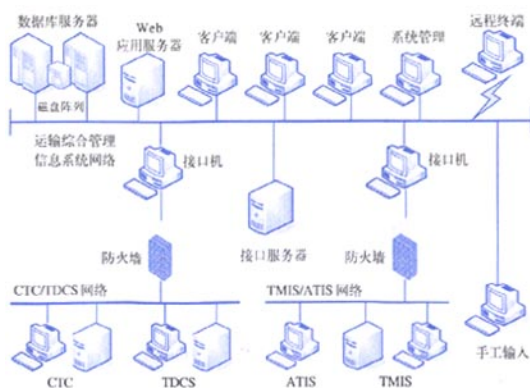 数据库服务器
Web
应用服务器
客户端
客户端
客户端
系统管理
远程终端
磁盘阵列
运输综合管理
信息系统网络
接口机
接口机
防火墙
接口服务器
防火墙
CTC/TDCS 网络
TMIS/ATIS 网络
手工输入
CTC
TDCS
ATIS
TMIS